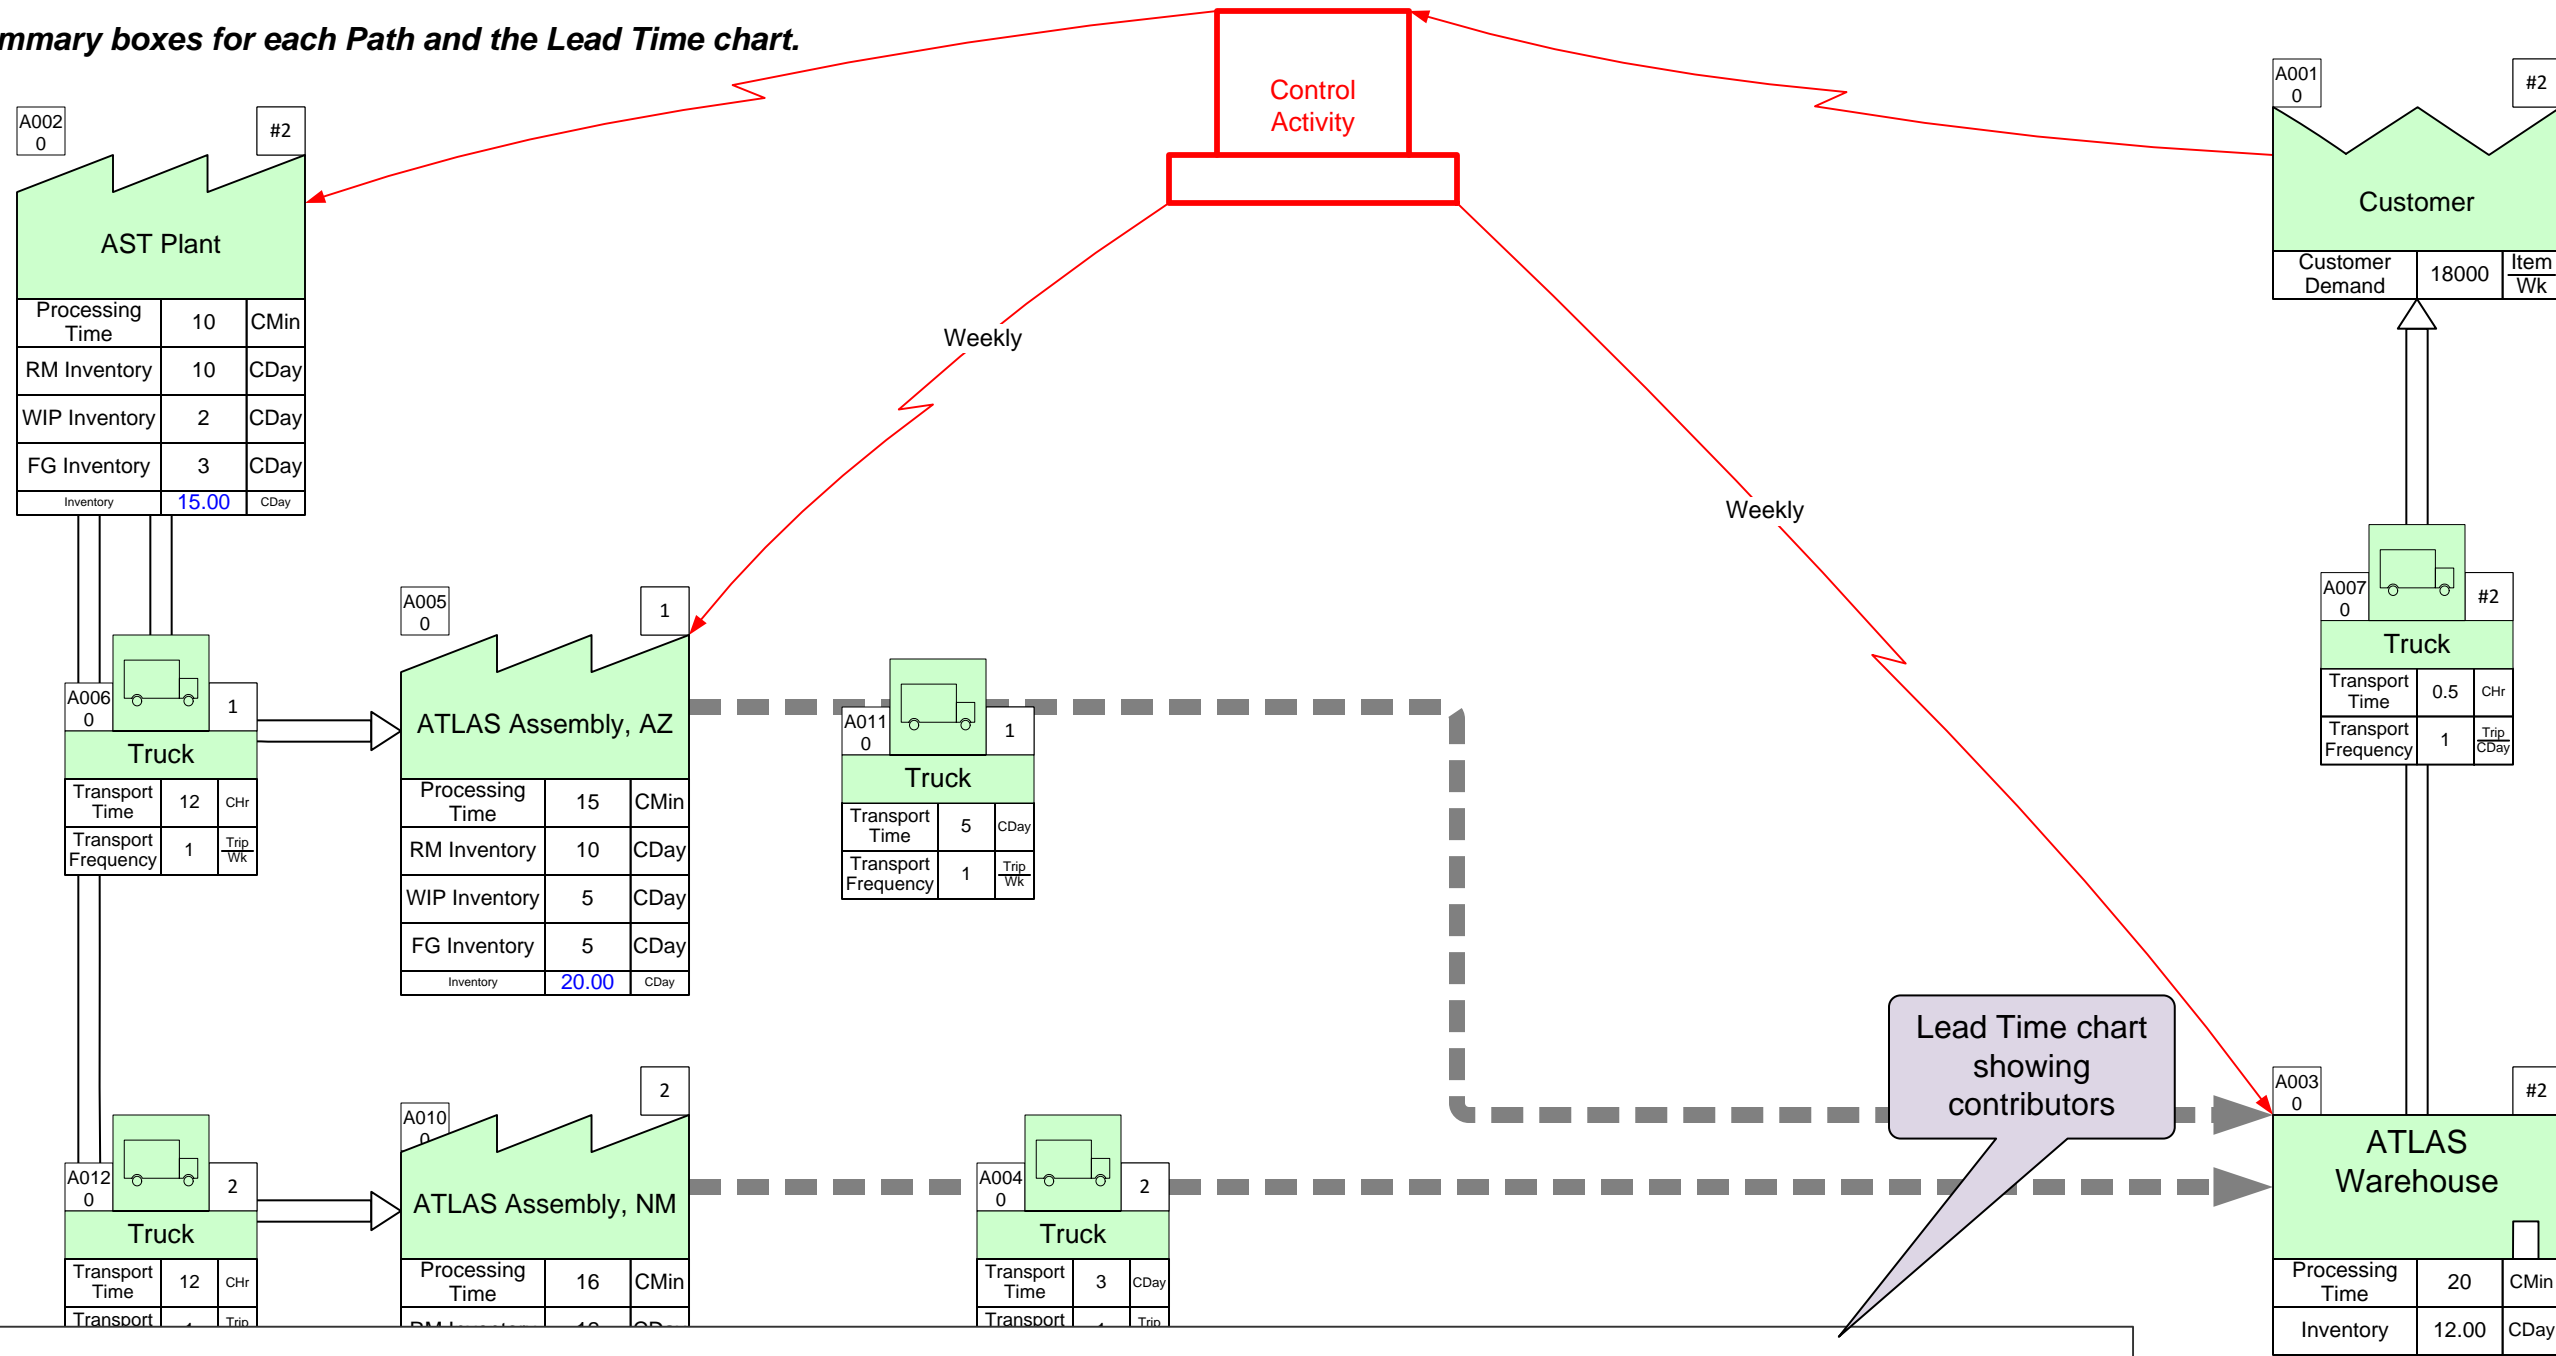 mmary boxes for each Path and the Lead Time chart.
Control
Activity
A001
0
#2
Customer
Customer
Demand
18000
Item
Wk
A002
0
#2
AST Plant
Processing
Time
10
CMin
RM Inventory
10
CDay
WIP Inventory
2
CDay
FG Inventory
3
CDay
Inventory
15.00
CDay
Weekly
Weekly
A007
0
#2
Truck
Transport
Time
0.5
CHr
Transport
Frequency
1
Trip
CDay
A006
0
1
Truck
Transport
Time
12
CHr
Transport
Frequency
1
Trip
Wk
A005
0
1
ATLAS Assembly, AZ
Processing
Time
15
CMin
RM Inventory
10
CDay
WIP Inventory
5
CDay
FG Inventory
5
CDay
Inventory
20.00
CDay
A011
0
1
Truck
Transport
Time
5
CDay
Transport
Frequency
1
Trip
Wk
Lead Time chart
showing
contributors
A012
0
2
Truck
Transport
Time
12
CHr
Transport
Trip
A010
0
2
ATLAS Assembly, NM
Processing
Time
16
CMin
A004
0
2
Truck
Transport
Time
3
CDay
Transport
Trip
A003
0
#2
ATLAS
Warehouse
Processing
Time
20
CMin
Inventory
12.00
CDay